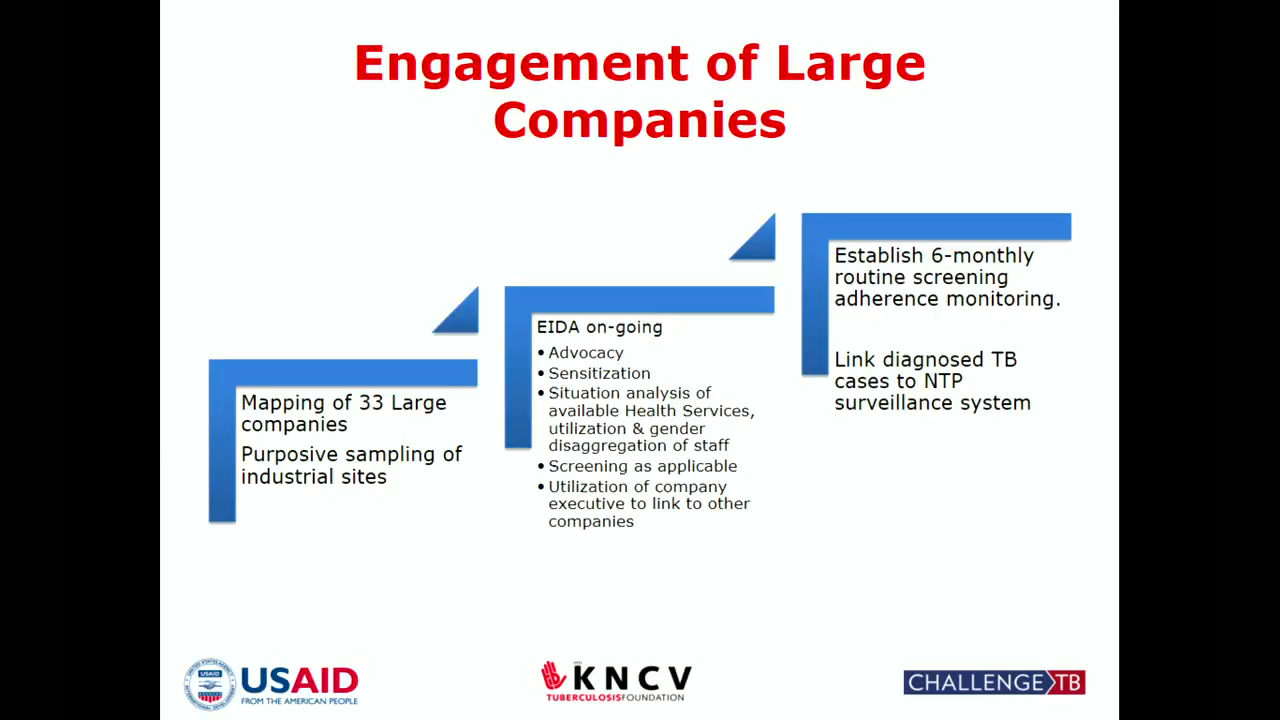 Engagement of Large
Companies
Mapping of 33 Large
companies
Purposive sampling of
industrial sites
EIDA on-going
• Advocacy
• Sensitization
• Situation analysis of
available Health Services,
utilization & gender
disaggregation of staff
• Screening as applicable
• Utilization of company
executive to link to other
companies
Establish 6-monthly
routine screening
adherence monitoring.
Link diagnosed TB
cases to NTP
surveillance system
USAID
FROM THE AMERICAN PEOPLE
KNCV
TUBERCULOSISFOUNDATION
CHALLENGE TB